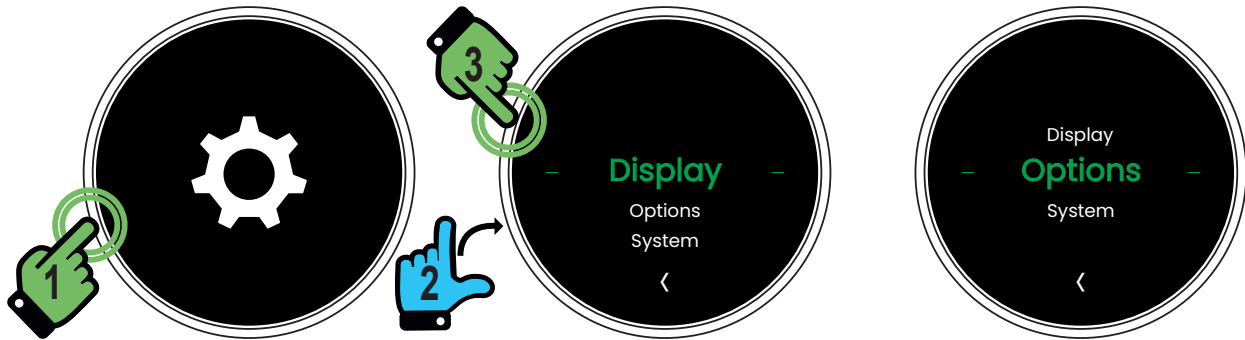 1
2
3
Display
Options
System
Display
Options
System